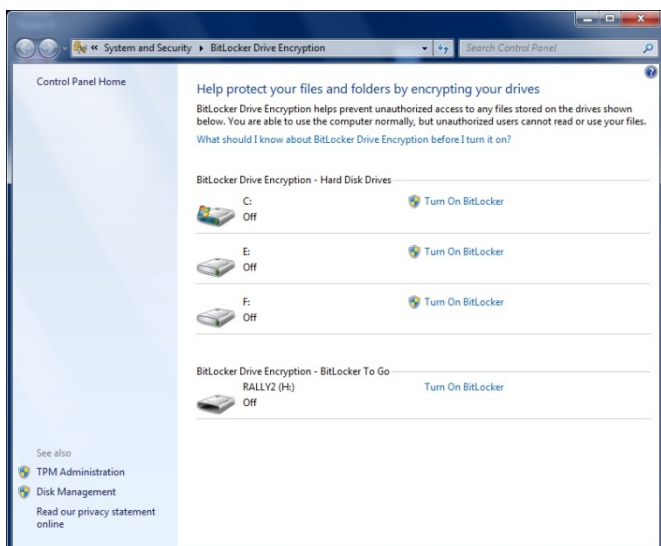 « System and Security ▸ BitLocker Drive Encryption
Search Control Panel
Control Panel Home
Help protect your files and folders by encrypting your drives
BitLocker Drive Encryption helps prevent unauthorized access to any files stored on the drives shown
below. You are able to use the computer normally, but unauthorized users cannot read or use your files.
What should I know about BitLocker Drive Encryption before I turn it on?
BitLocker Drive Encryption - Hard Disk Drives
C: Turn On BitLocker
Off
E: Turn On BitLocker
Off
F: Turn On BitLocker
Off
BitLocker Drive Encryption - BitLocker To Go
RALLY2 (H:) Turn On BitLocker
Off
See also
TPM Administration
Disk Management
Read our privacy statement
online